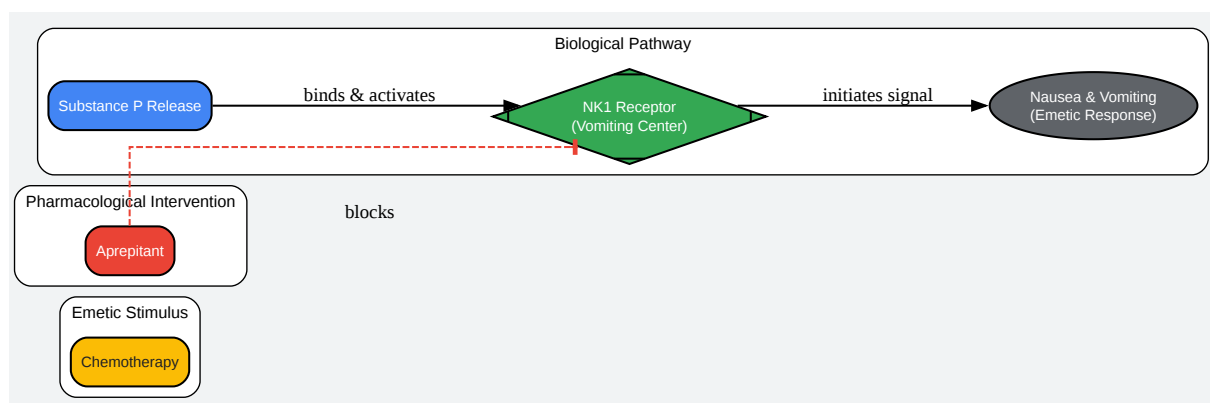 Biological Pathway
Substance P Release
binds & activates
NK1 Receptor
(Vomiting Center)
initiates signal
Nausea & Vomiting
(Emetic Response)
Pharmacological Intervention
blocks
Aprepitant
Emetic Stimulus
Chemotherapy